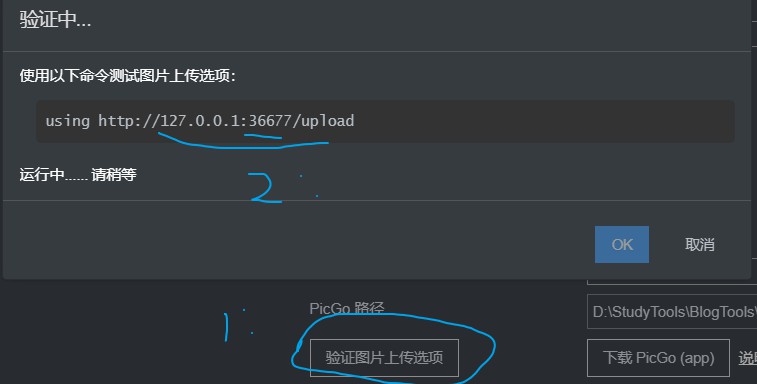 验证中...
使用以下命令测试图片上传选项：
using http://127.0.0.1:36677/upload
运行中...... 请稍等
2:
OK 取消
1:
PicGo 路径 D:\StudyTools\BlogTools\
验证图片上传选项 下载 PicGo (app)